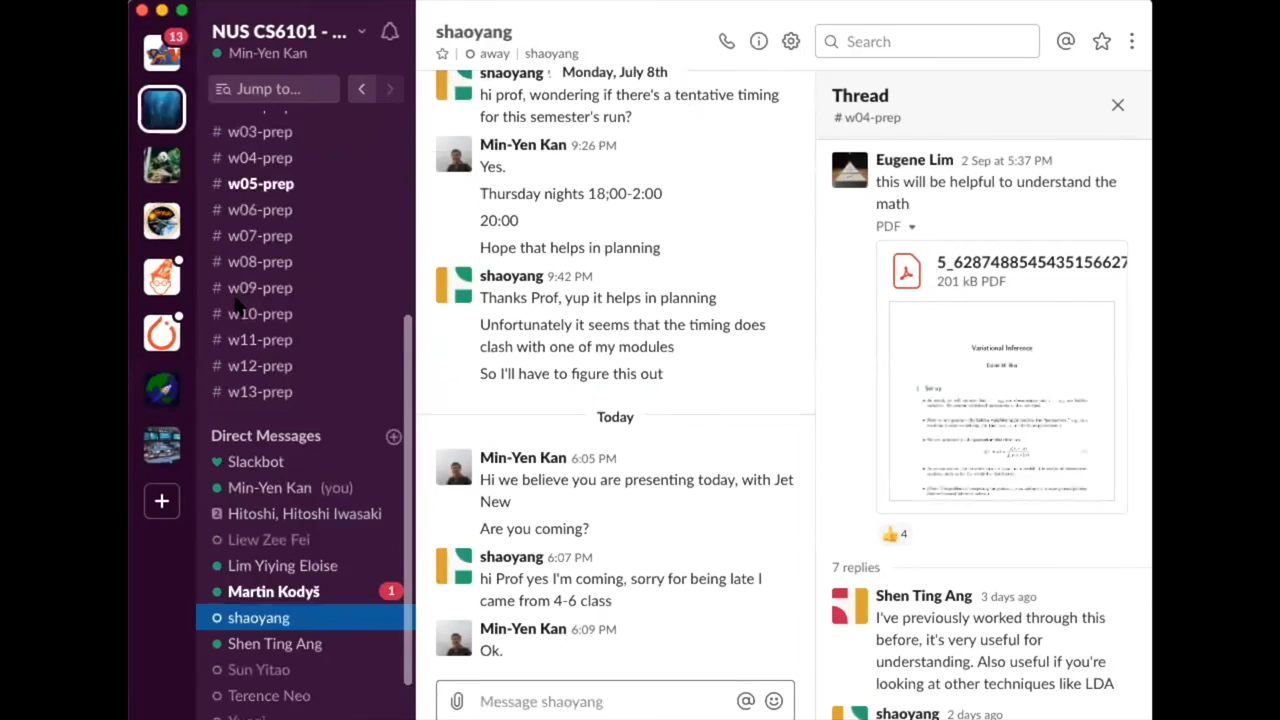 13
NUS CS6101 - ...
Min-Yen Kan
Jump to...
# w03-prep
# w04-prep
# w05-prep
# w06-prep
# w07-prep
# w08-prep
# w09-prep
# w10-prep
# w11-prep
# w12-prep
# w13-prep
Direct Messages
Slackbot
Min-Yen Kan (you)
2 Hitoshi, Hitoshi Iwasaki
Liew Zee Fei
Lim Yiying Eloise
Martin Kodyš 1
shaoyang
Shen Ting Ang
Sun Yitao
Terence Neo
shaoyang
away | shaoyang
Search
shaoyang
Monday, July 8th
hi prof, wondering if there's a tentative timing
for this semester's run?
Min-Yen Kan 9:26 PM
Yes.
Thursday nights 18;00-2:00
20:00
Hope that helps in planning
shaoyang 9:42 PM
Thanks Prof, yup it helps in planning
Unfortunately it seems that the timing does
clash with one of my modules
So I'll have to figure this out
Today
Min-Yen Kan 6:05 PM
Hi we believe you are presenting today, with Jet
New
Are you coming?
shaoyang 6:07 PM
hi Prof yes I'm coming, sorry for being late I
came from 4-6 class
Min-Yen Kan 6:09 PM
Ok.
Message shaoyang
Thread
# w04-prep
Eugene Lim 2 Sep at 5:37 PM
this will be helpful to understand the
math
PDF
5_6287488545435156627
201 kB PDF
Variational Inference
4
7 replies
Shen Ting Ang 3 days ago
I've previously worked through this
before, it's very useful for
understanding. Also useful if you're
looking at other techniques like LDA
shaoyang 2 days ago